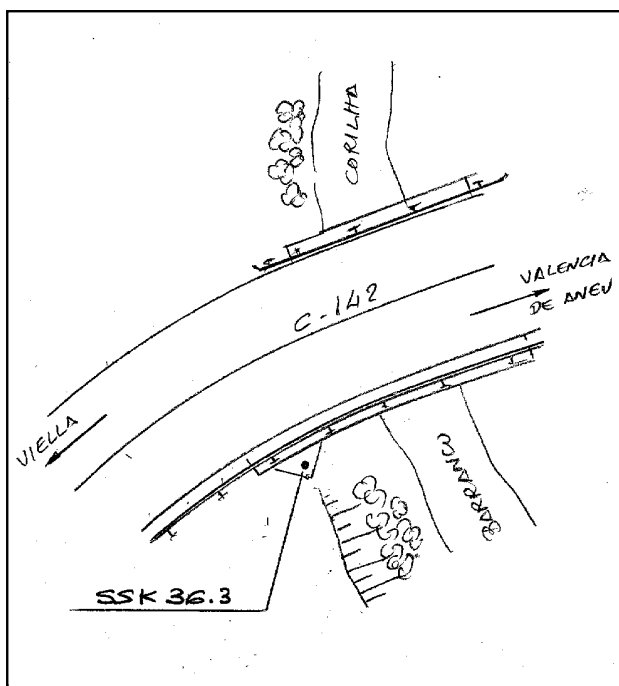 CORILHA
C-142
VALENCIA
DE ANEU
VIELLA
BARRANCO
SSK 36.3